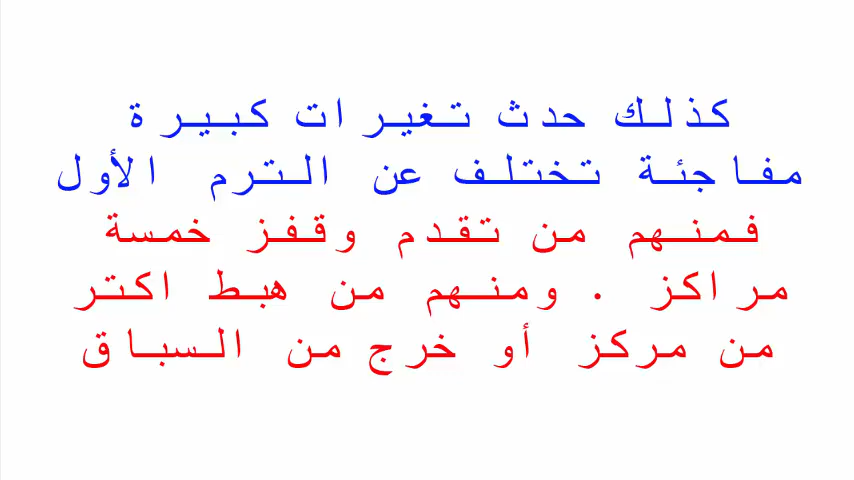 كذلك حدث تغيرات كبيرة
مفاجئة تختلف عن الترم الأول
فمنهم من تقدم وقفز خمسة
مراكز . ومنهم من هبط اكتر
من مركز أو خرج من السباق